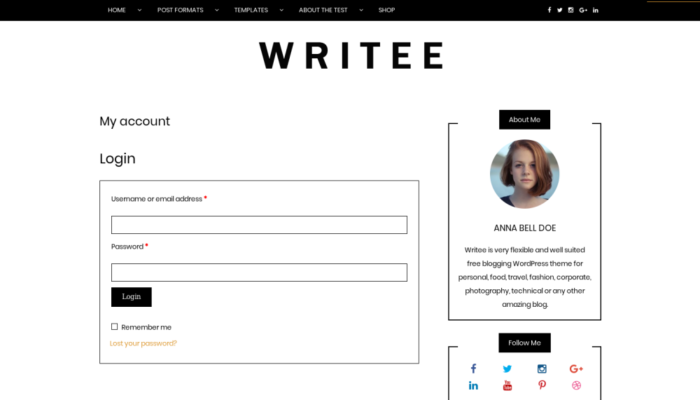 HOME POST FORMATS TEMPLATES ABOUT THE TEST SHOP
WRITEE
My account
Login
Username or email address *
Password *
Login
Remember me
Lost your password?
About Me
ANNA BELL DOE
Writee is very flexible and well suited
free blogging WordPress theme for
personal, food, travel, fashion, corporate,
photography, technical or any other
amazing blog.
Follow Me